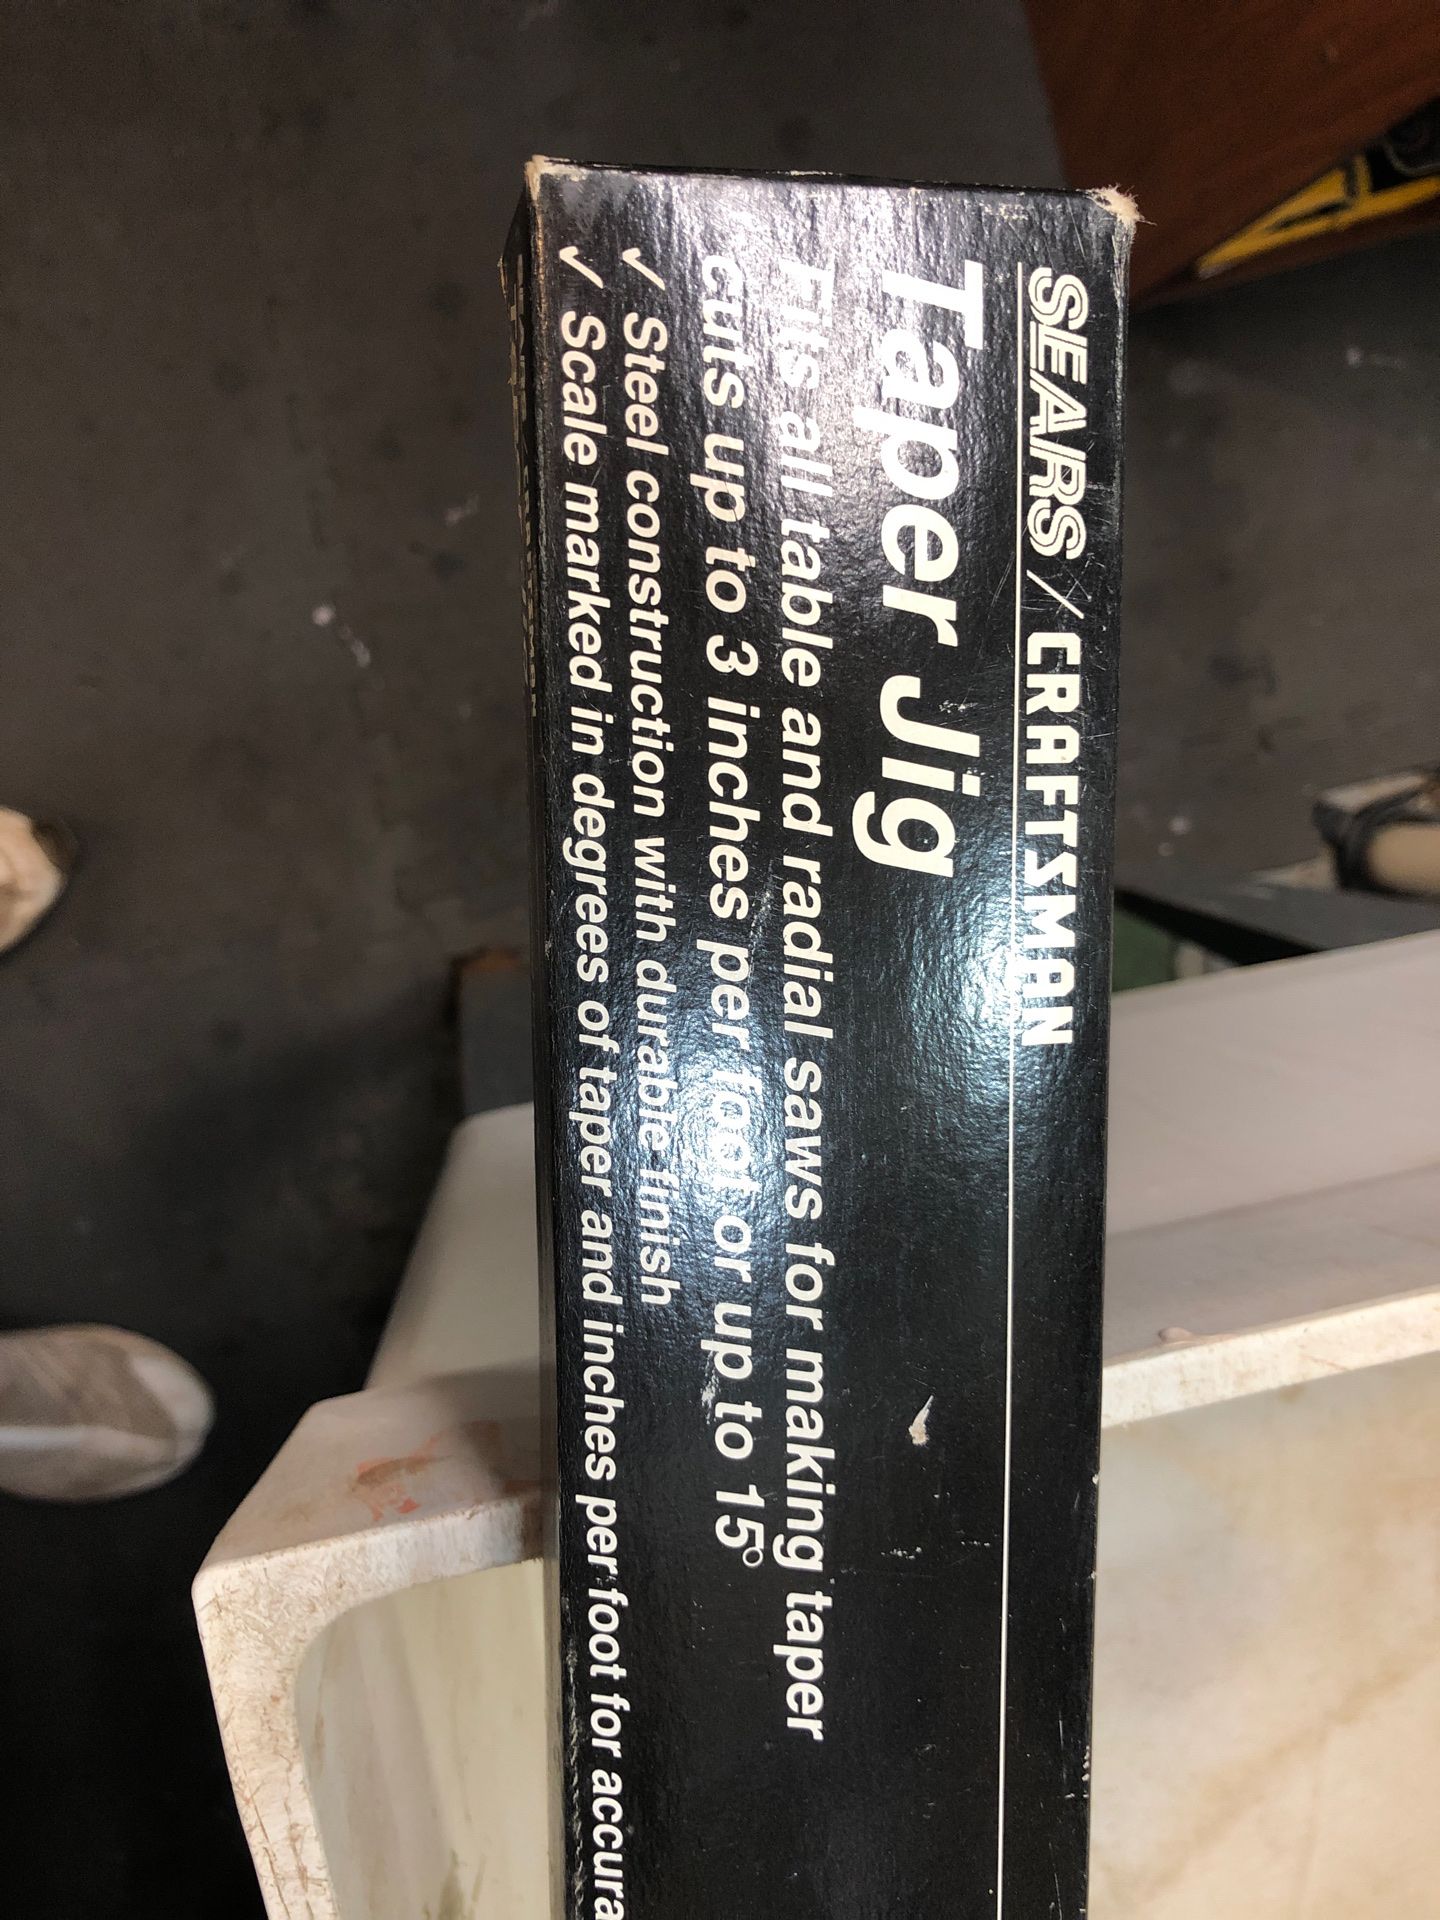 SEARS / CRAFTSMAN
Taper Jig
Fits all table and radial saws for making taper
cuts up to 3 inches per foot or up to 15°
✓ Steel construction with durable finish
✓ Scale marked in degrees of taper and inches per foot for accura